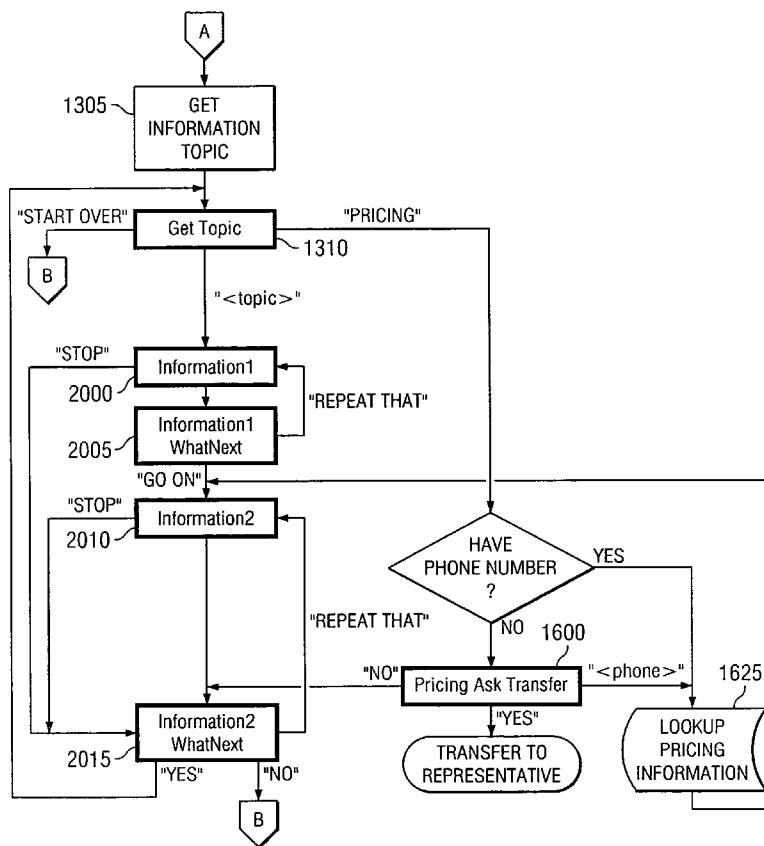 A
1305
GET
INFORMATION
TOPIC
"START OVER"
Get Topic
"PRICING"
1310
B
"<topic>"
"STOP"
Information1
2000
"REPEAT THAT"
Information1
WhatNext
2005
"GO ON"
"STOP"
Information2
2010
HAVE
PHONE NUMBER
?
YES
"REPEAT THAT"
NO
1600
"NO"
Pricing Ask Transfer
"<phone>"
1625
Information2
WhatNext
2015
"YES"
TRANSFER TO
REPRESENTATIVE
LOOKUP
PRICING
INFORMATION
"YES"
"NO"
B